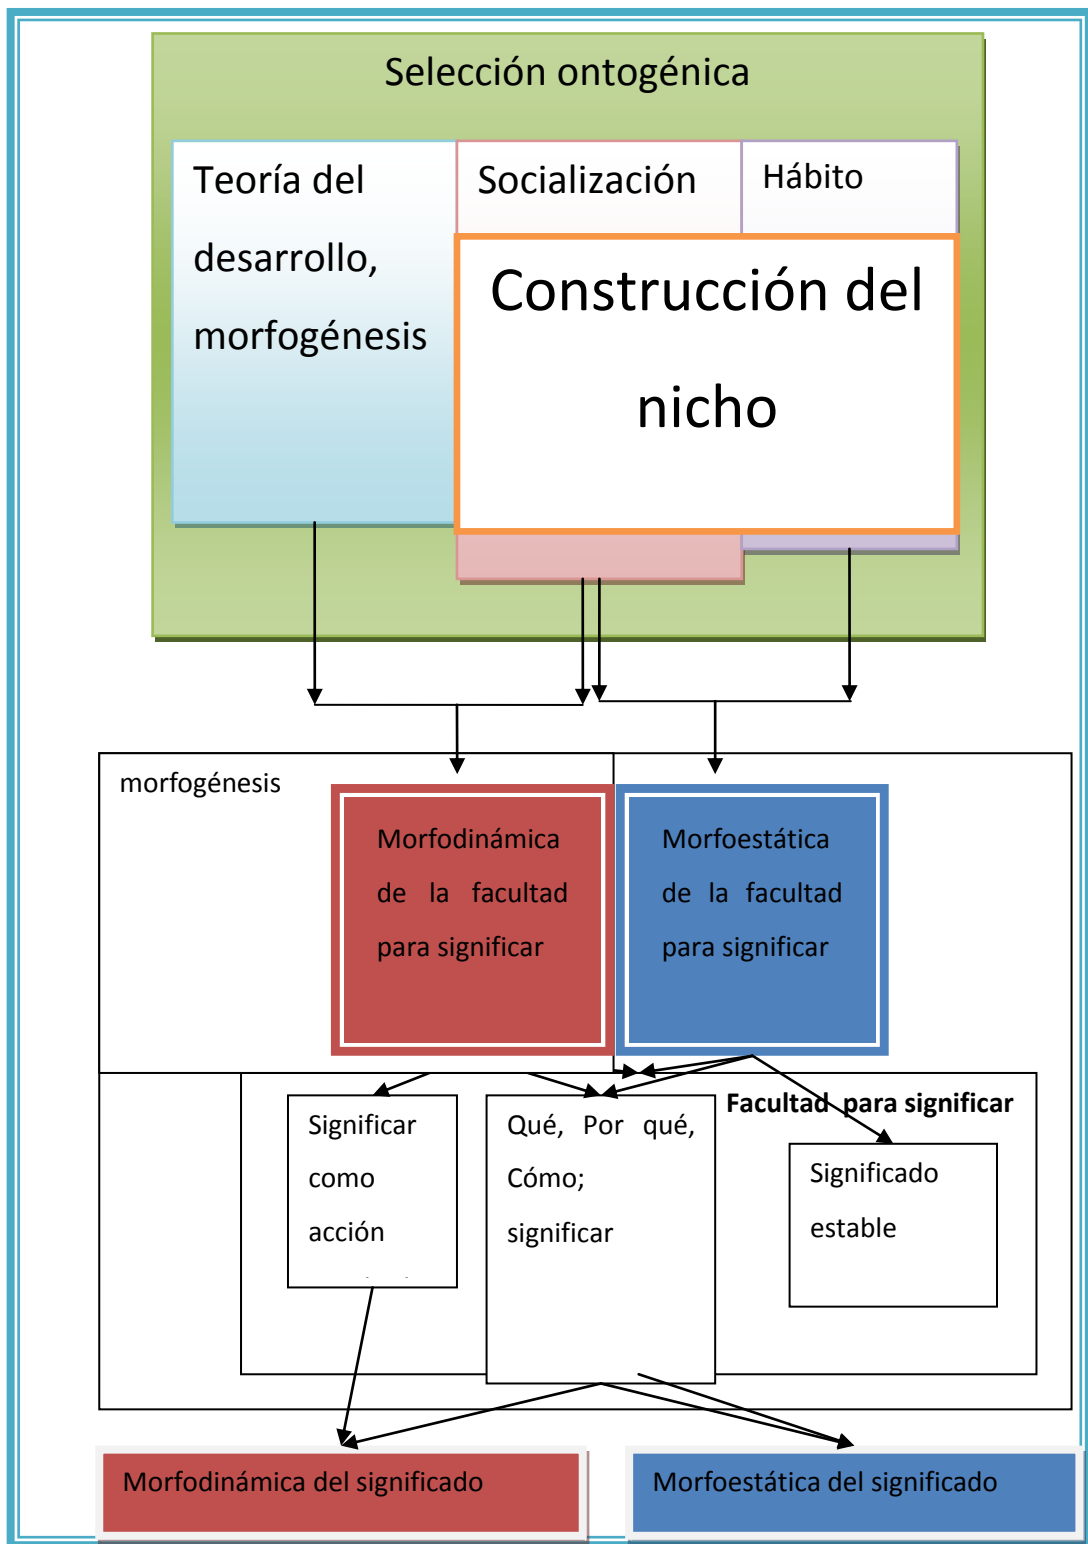 Selección ontogénica
Teoría del
desarrollo,
morfogénesis
Socialización
Hábito
Construcción del
nicho
morfogénesis
Morfodinámica
de la facultad
para significar
Morfoestática
de la facultad
para significar
Facultad para significar
Significar
como
acción
Qué, Por qué,
Cómo;
significar
Significado
estable
Morfodinámica del significado
Morfoestática del significado